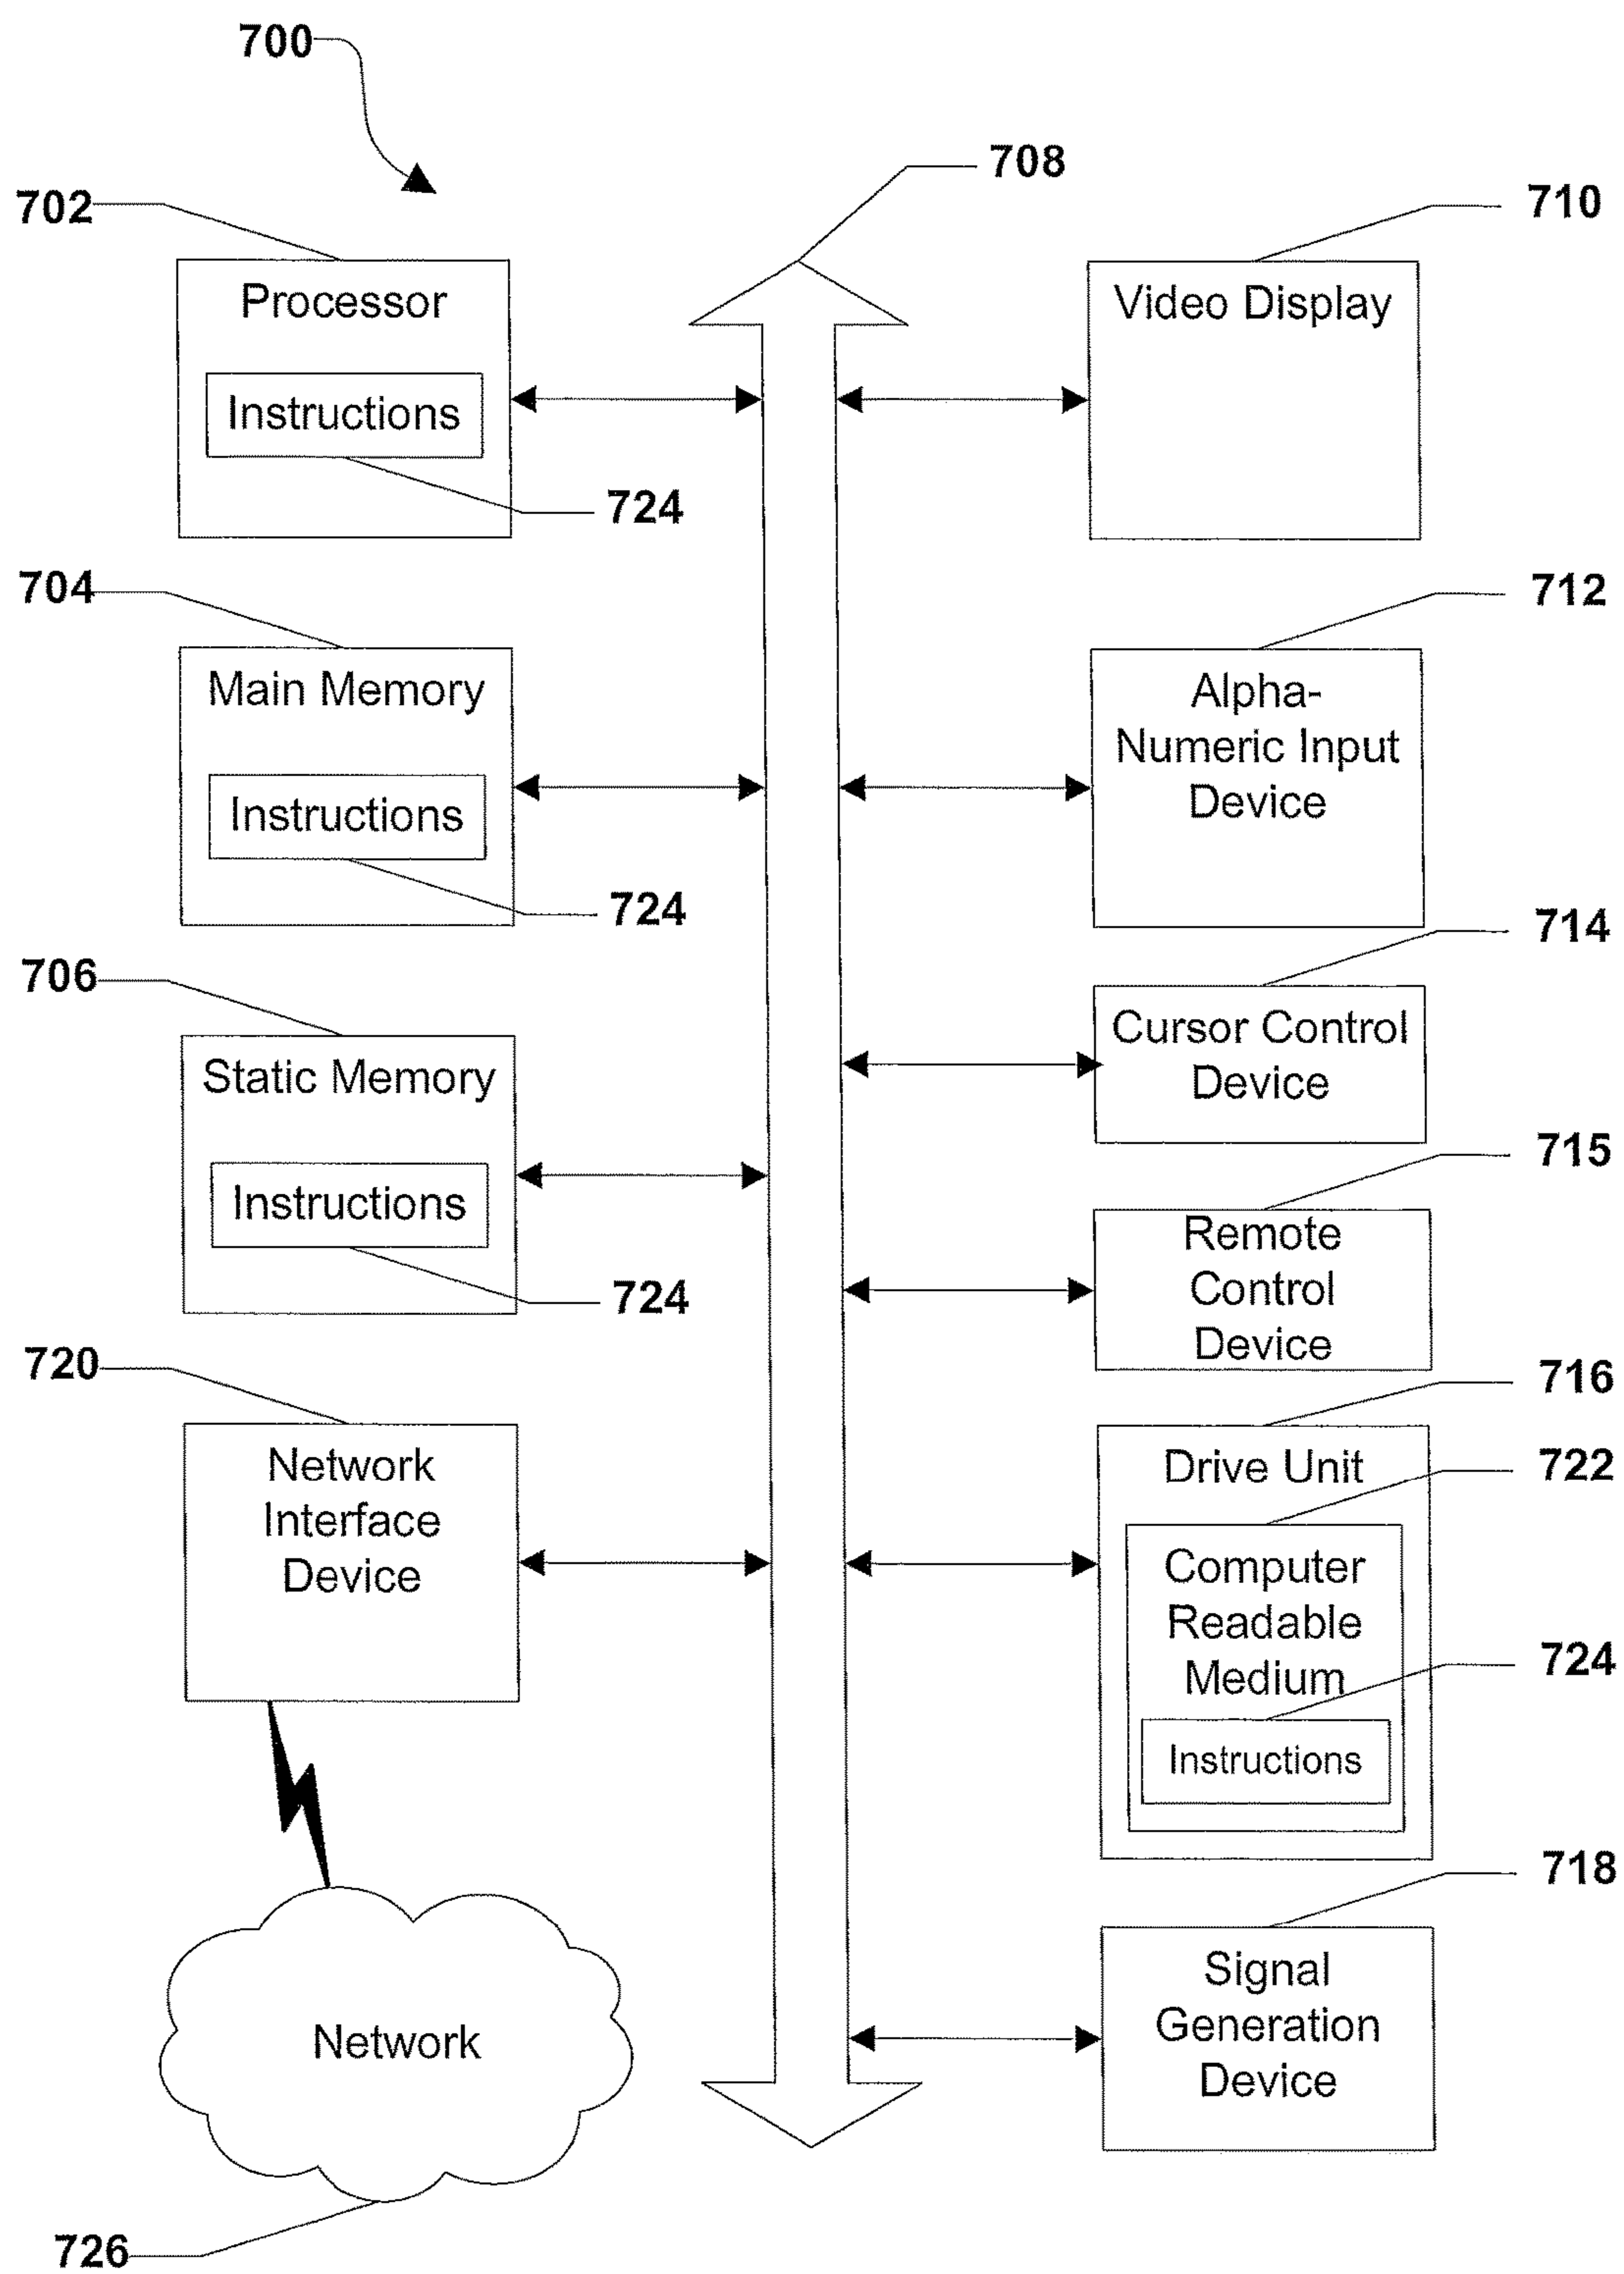 700
708
702
710
Processor
Video Display
Instructions
724
704
712
Main Memory
Alpha-
Numeric Input
Device
Instructions
724
714
706
Cursor Control
Device
Static Memory
715
Instructions
Remote
Control
Device
724
720
716
Network
Interface
Device
Drive Unit
722
Computer
Readable
Medium
724
Instructions
718
Signal
Generation
Device
Network
726